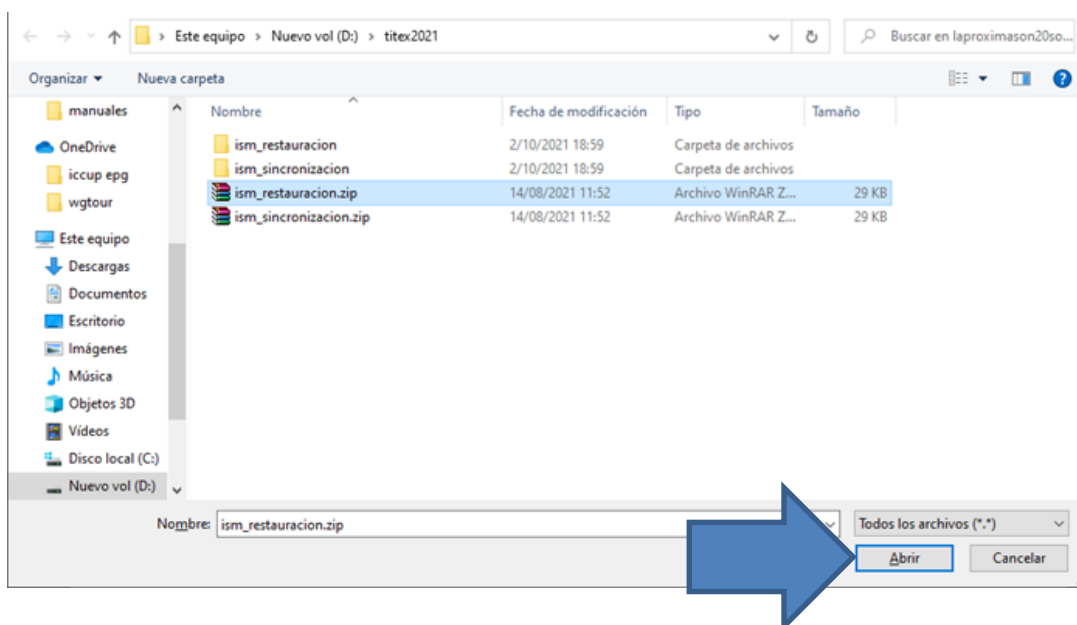 Este equipo > Nuevo vol (D:) > titex2021
Buscar en laproximason20so...
Organizar Nueva carpeta
Nombre Fecha de modificación Tipo Tamaño
manuales
OneDrive
iccup epg
wgtour
Este equipo
Descargas
Documentos
Escritorio
Imágenes
Música
Objetos 3D
Vídeos
Disco local (C:)
Nuevo vol (D:)
ism_restauracion 2/10/2021 18:59 Carpeta de archivos
ism_sincronizacion 2/10/2021 18:59 Carpeta de archivos
ism_restauracion.zip 14/08/2021 11:52 Archivo WinRAR Z... 29 KB
ism_sincronizacion.zip 14/08/2021 11:52 Archivo WinRAR Z... 29 KB
Nombre: ism_restauracion.zip
Todos los archivos (*.*)
Abrir Cancelar